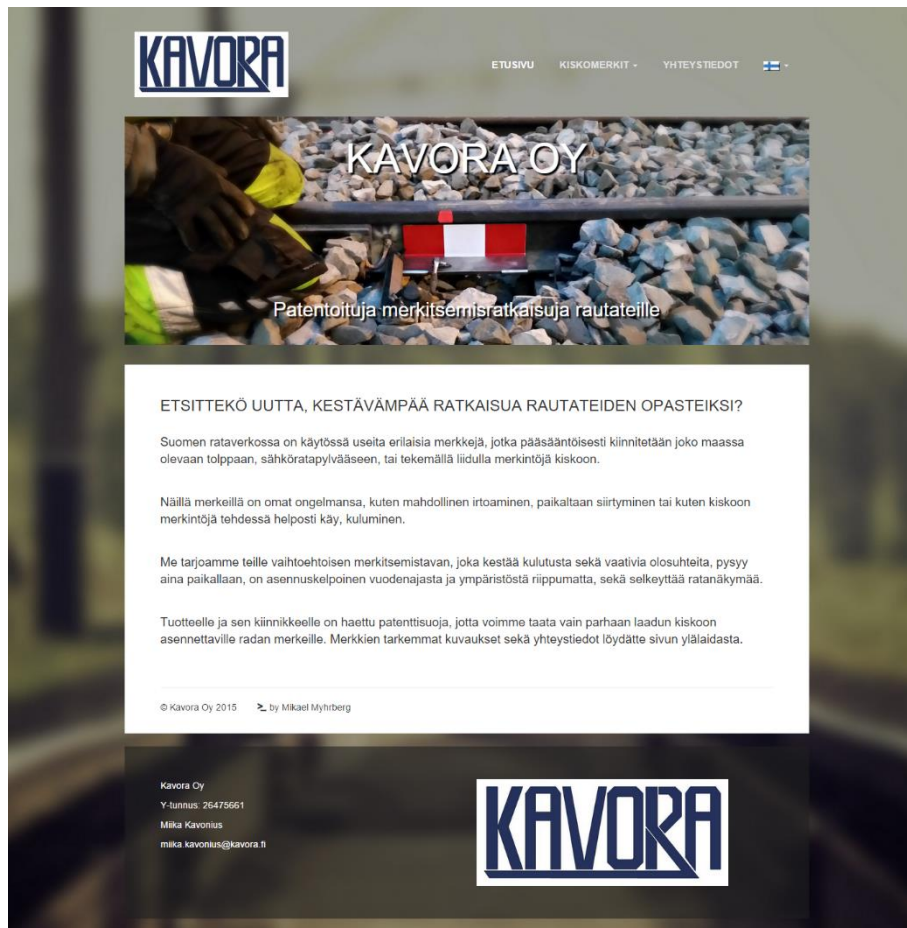 KAVORA
ETUSIVU KISKOMERKIT YHTEYSTIEDOT
KAVORA OY
Patentoituja merkitsemisratkaisuja rautateille
ETSITTEKÖ UUTTA, KESTÄVÄMPÄÄ RATKAISUA RAUTATEIDEN OPASTEIKSI?
Suomen rataverkossa on käytössä useita erilaisia merkkejä, jotka pääsääntöisesti kiinnitetään joko maassa
olevaan tolppaan, sähköratapylvääseen, tai tekemällä liidulla merkintöjä kiskoon.
Näillä merkeillä on omat ongelmansa, kuten mahdollinen irtoaminen, paikaltaan siirtyminen tai kuten kiskoon
merkintöjä tehdessä helposti käy, kuluminen.
Me tarjoamme teille vaihtoehtoisen merkitsemistavan, joka kestää kulutusta sekä vaativia olosuhteita, pysyy
aina paikallaan, on asennuskelpoinen vuodenajasta ja ympäristöstä riippumatta, sekä selkeyttää ratanäkymää.
Tuotteelle ja sen kiinnikkeelle on haettu patenttisuoja, jotta voimme taata vain parhaan laadun kiskoon
asennettaville radan merkeille. Merkkien tarkemmat kuvaukset sekä yhteystiedot löydätte sivun ylälaidasta.
© Kavora Oy 2015 >_ by Mikael Myhrberg
Kavora Oy
Y-tunnus: 26475661
Miika Kavonius
miika.kavonius@kavora.fi
KAVORA